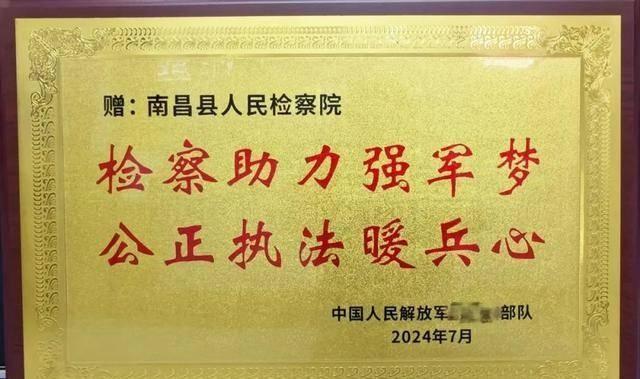 赠：南昌县人民检察院
检察助力强军梦
公正执法暖兵心
中国人民解放军部队
2024年7月